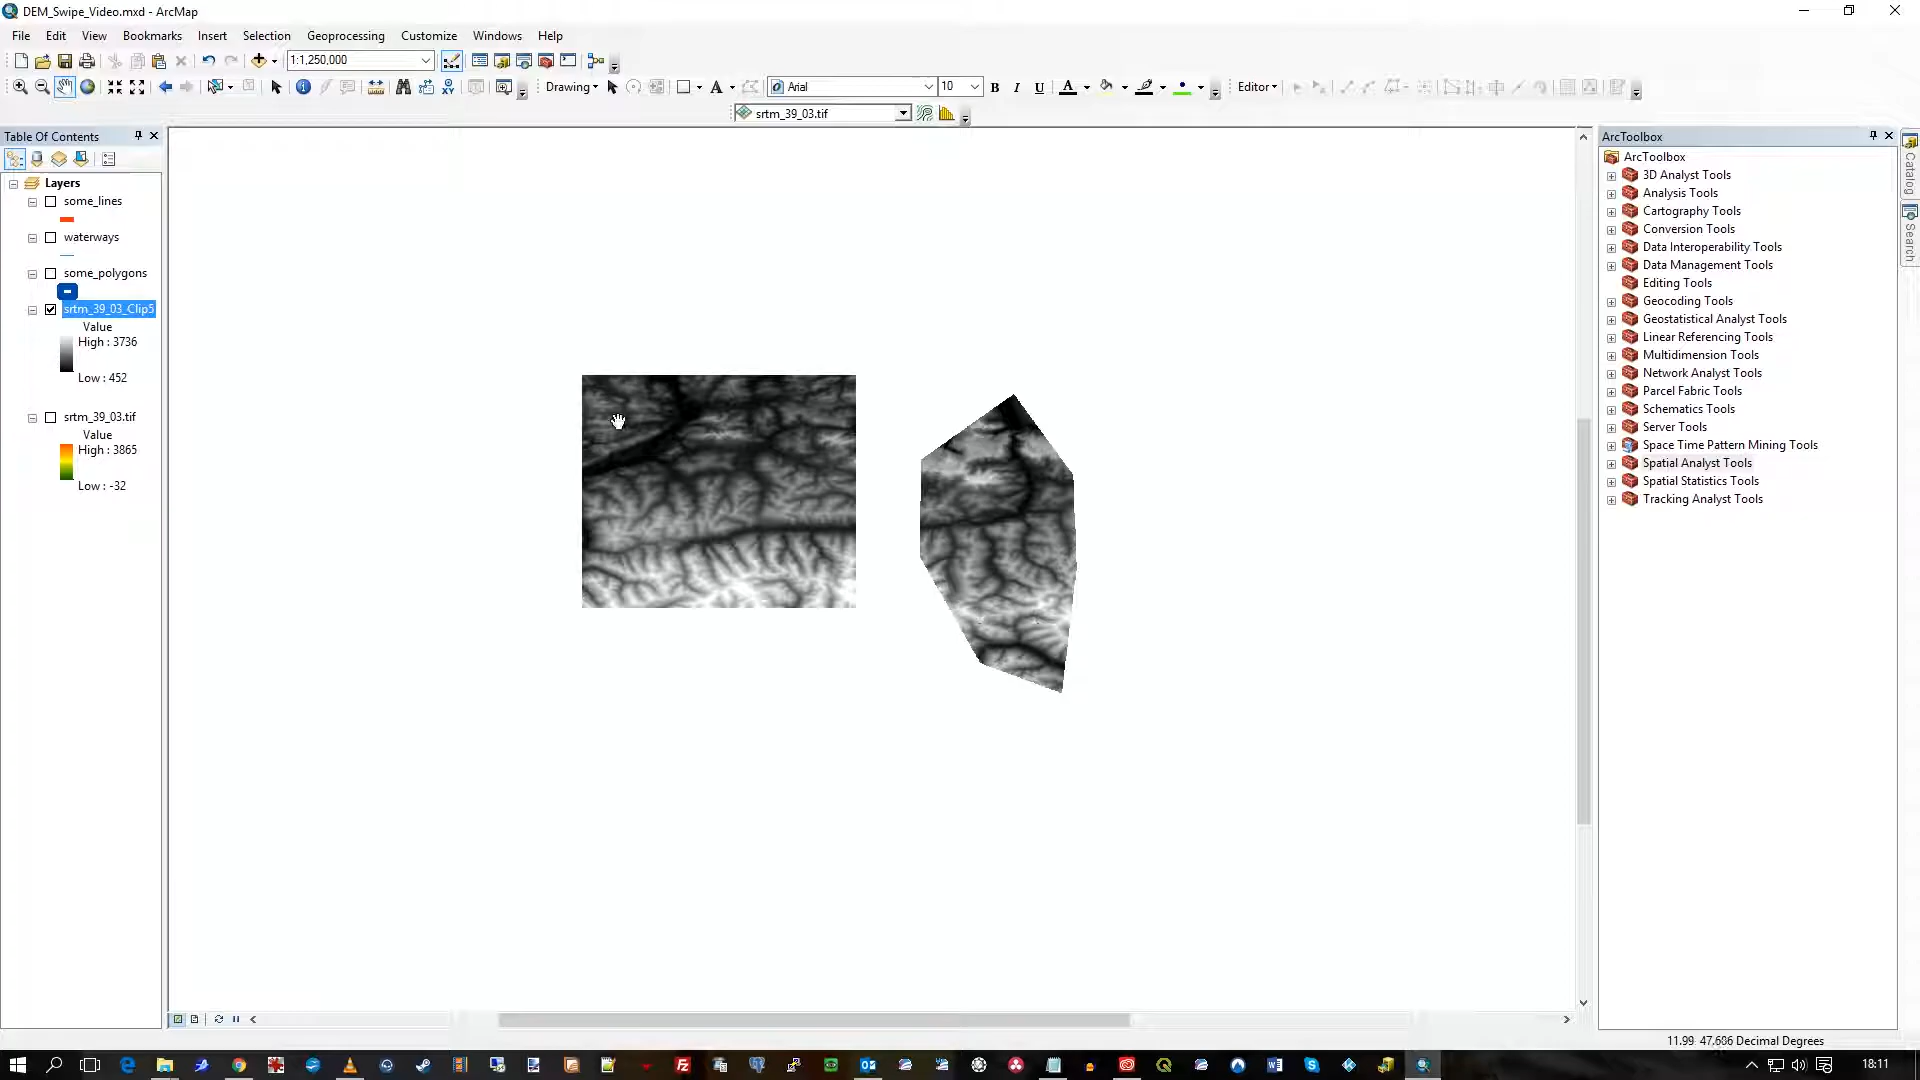 DEM_Swipe_Video.mxd - ArcMap
File Edit View Bookmarks Insert Selection Geoprocessing Customize Windows Help
1:1,250,000
Drawing A Arial 10 B I U A Editor
srtm_39_03.tif
Table Of Contents
Layers
some_lines
waterways
some_polygons
srtm_39_03_Clip5
Value
High : 3736
Low : 452
srtm_39_03.tif
Value
High : 3865
Low : -32
ArcToolbox
ArcToolbox
3D Analyst Tools
Analysis Tools
Cartography Tools
Conversion Tools
Data Interoperability Tools
Data Management Tools
Editing Tools
Geocoding Tools
Geostatistical Analyst Tools
Linear Referencing Tools
Multidimension Tools
Network Analyst Tools
Parcel Fabric Tools
Schematics Tools
Server Tools
Space Time Pattern Mining Tools
Spatial Analyst Tools
Spatial Statistics Tools
Tracking Analyst Tools
Catalog
Search
11.99 47.606 Decimal Degrees
18:11